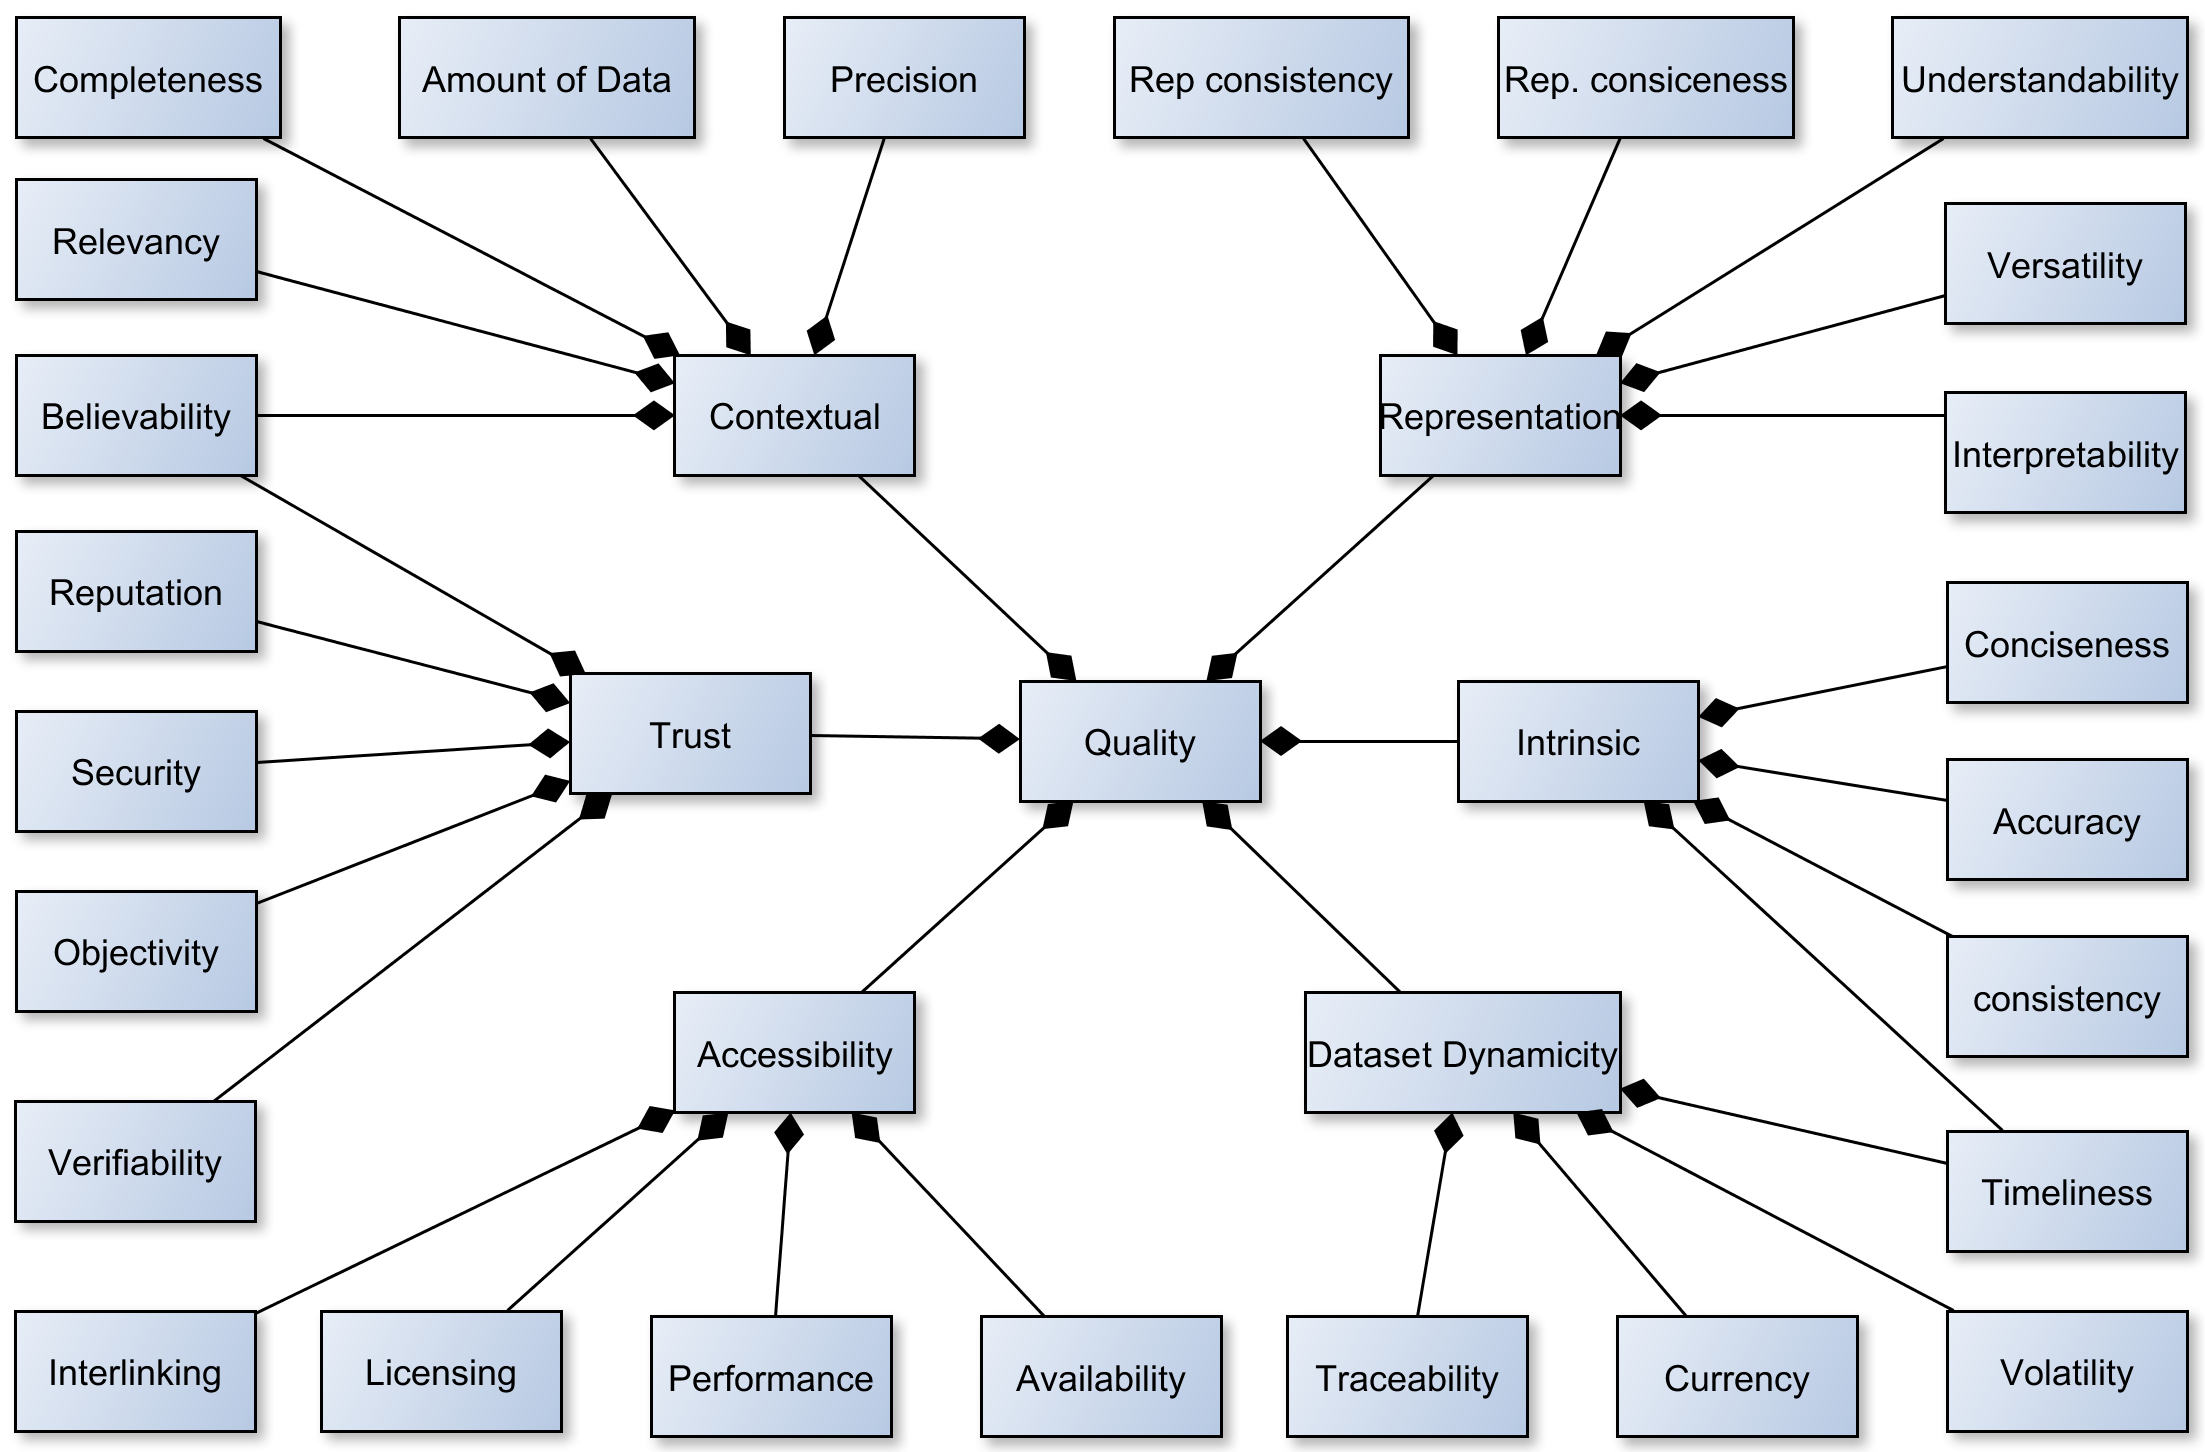 Completeness
Amount of Data
Precision
Rep consistency
Rep. consiceness
Understandability
Relevancy
Versatility
Believability
Contextual
Representation
Interpretability
Reputation
Conciseness
Trust
Quality
Intrinsic
Security
Accuracy
Objectivity
consistency
Accessibility
Dataset Dynamicity
Verifiability
Timeliness
Interlinking
Licensing
Performance
Availability
Traceability
Currency
Volatility